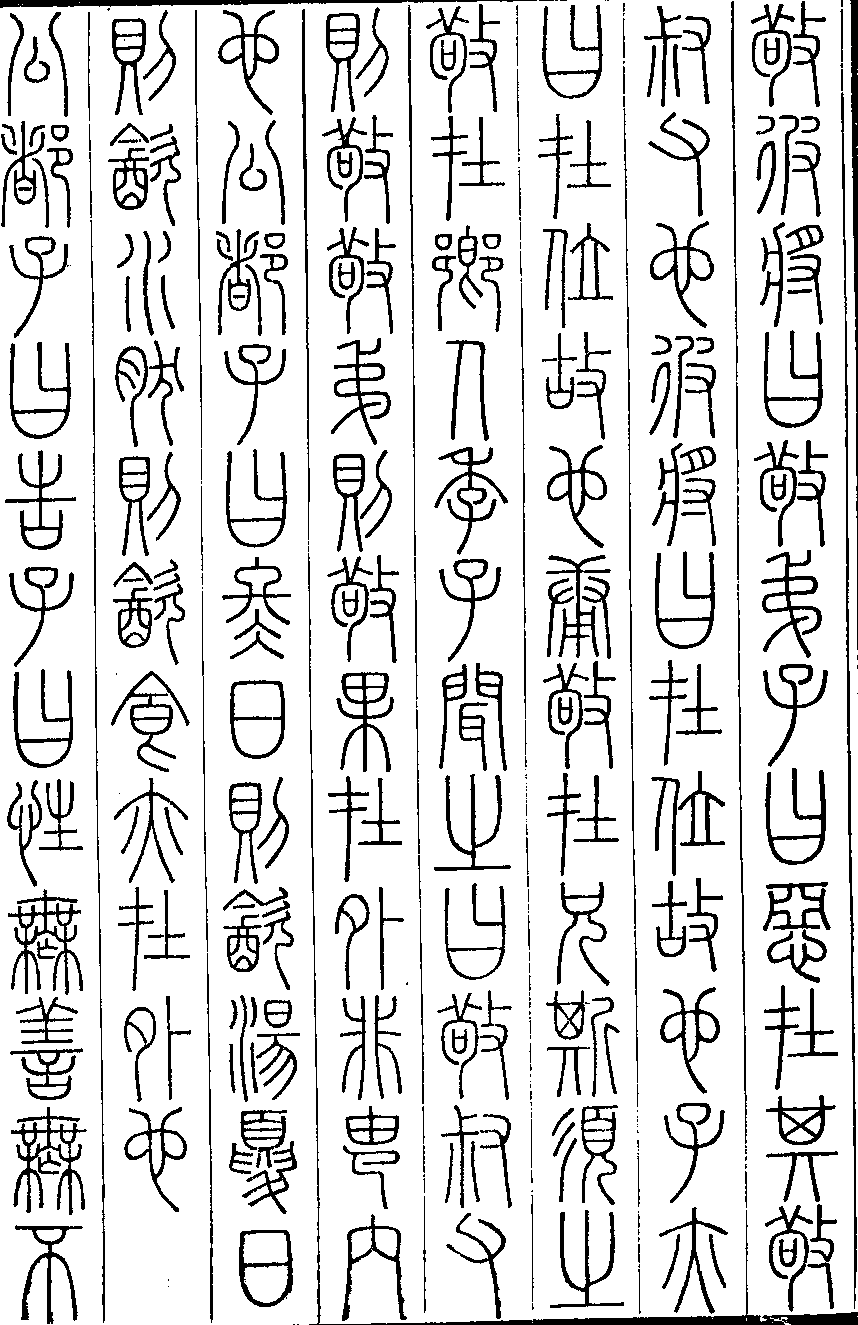 敬彼將曰敬弟子曰惡在其敬
叔父也彼將曰在位故也子亦
曰在位故也庸敬在兄斯須之
敬在鄉人季子聞之曰敬叔父
則敬敬弟則敬果在外非由內
也公都子曰冬日則飲湯夏日
則飲水然則飲食亦在外也
公都子曰告子曰性無善無不